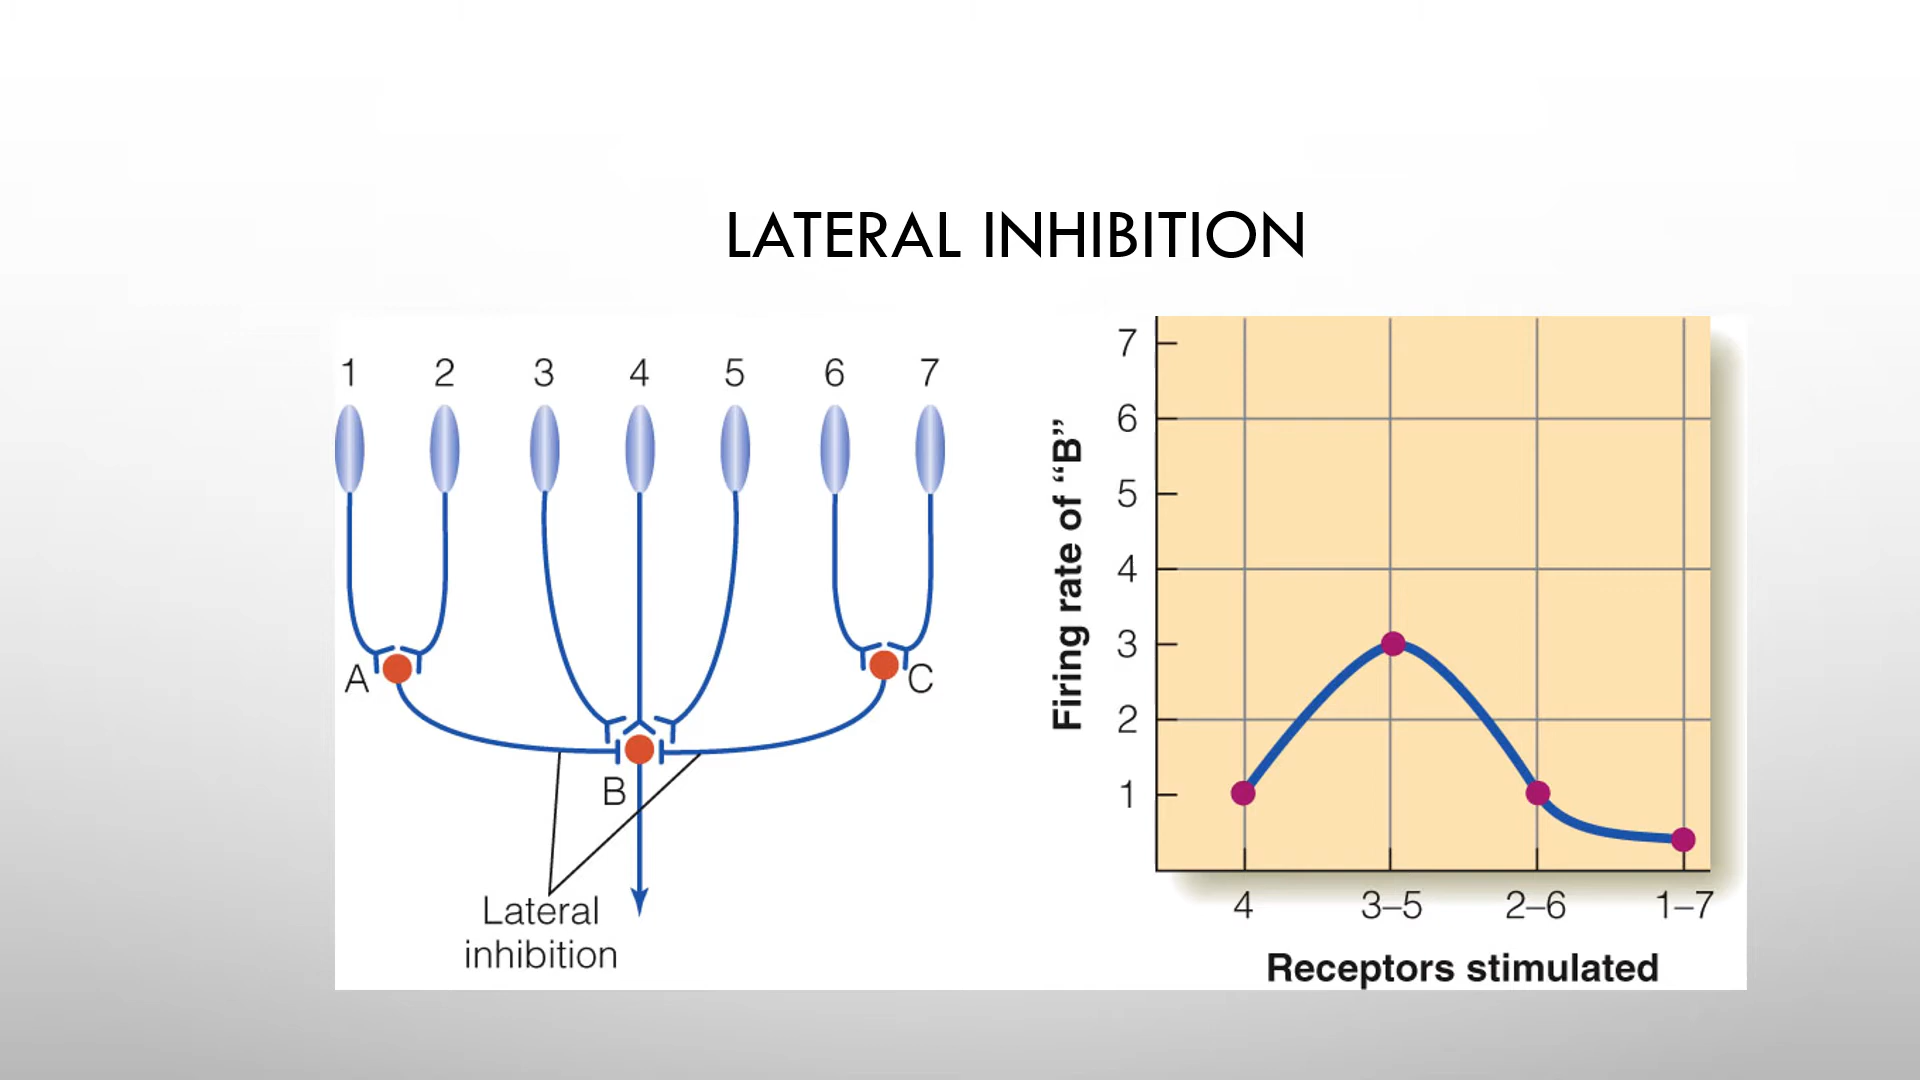 LATERAL INHIBITION
1 2 3 4 5 6 7
A
C
B
Lateral
inhibition
Firing rate of “B”
7
6
5
4
3
2
1
4 3–5 2–6 1–7
Receptors stimulated